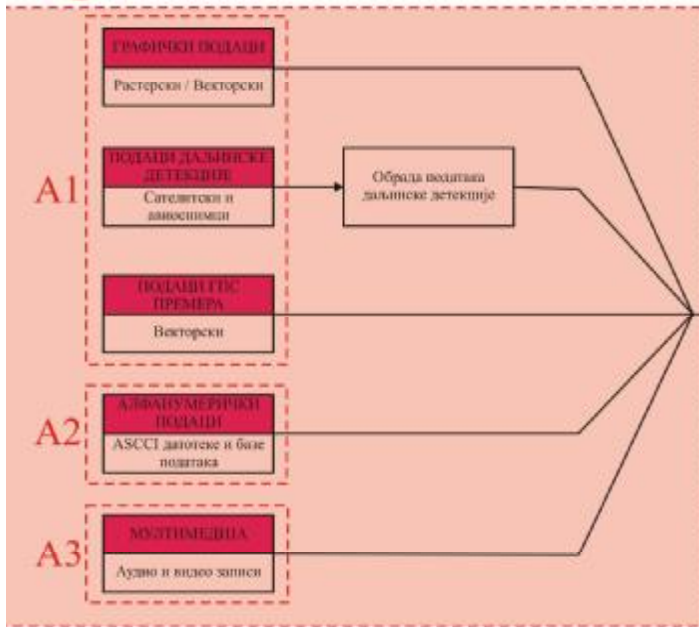 ГРАФИЧКИ ПОДАЦИ
Растерски / Векторски
A1
ПОДАЦИ ДАЉИНСКЕ
ДЕТЕКЦИЈЕ
Сателитски и
авиоснимци
Обрада података
даљинске детекције
ПОДАЦИ ГПС
ПРЕМЕРА
Векторски
A2
АЛФАНУМЕРИЧКИ
ПОДАЦИ
ASCCI датотеке и базе
података
A3
МУЛТИМЕДИЈА
Аудио и видео записи